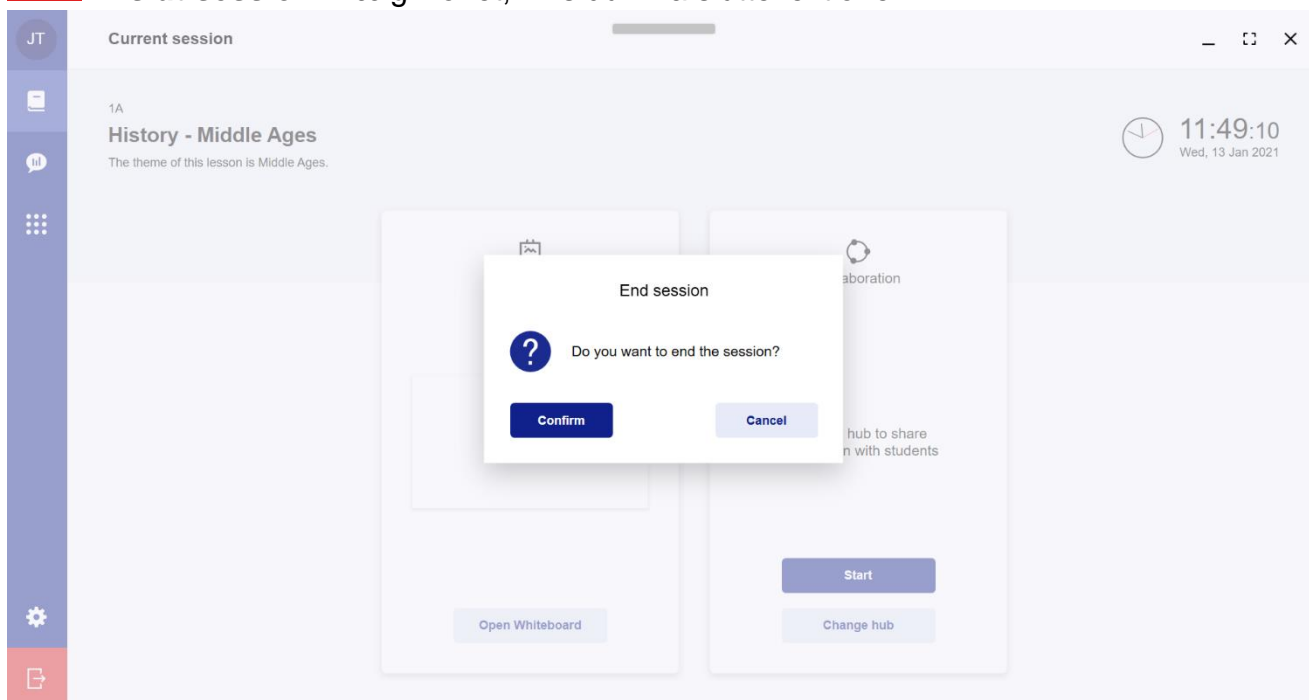 JT
Current session
1A
History - Middle Ages
The theme of this lesson is Middle Ages.
11:49:10
Wed, 13 Jan 2021
aboration
End session
Do you want to end the session?
Confirm
Cancel
hub to share
n with students
Start
Open Whiteboard
Change hub